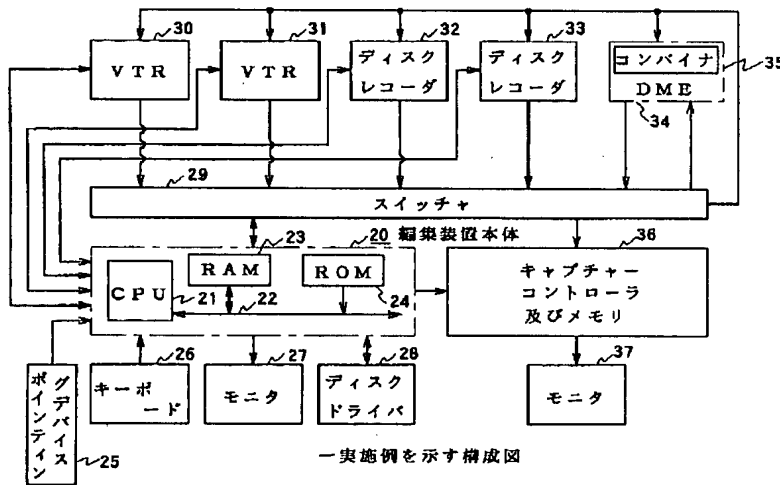 30
31
32
33
VTR
VTR
ディスク
レコーダ
ディスク
レコーダ
コンバイナ
35
DME
34
29
スイッチャ
23
20 編集装置本体
36
RAM
ROM
CPU
21
22
24
キャプチャー
コントローラ
及びメモリ
26
27
28
37
キーボ
ード
モニタ
ディスク
ドライバ
モニタ
ポインティン
グデバイス
25
一実施例を示す構成図